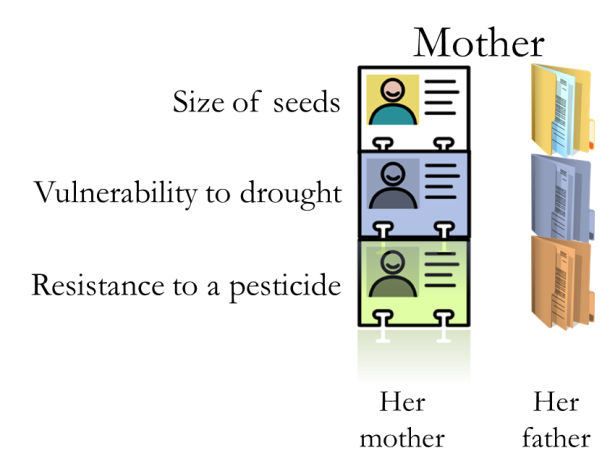 Mother
Size of seeds
Vulnerability to drought
Resistance to a pesticide
Her
mother
Her
father